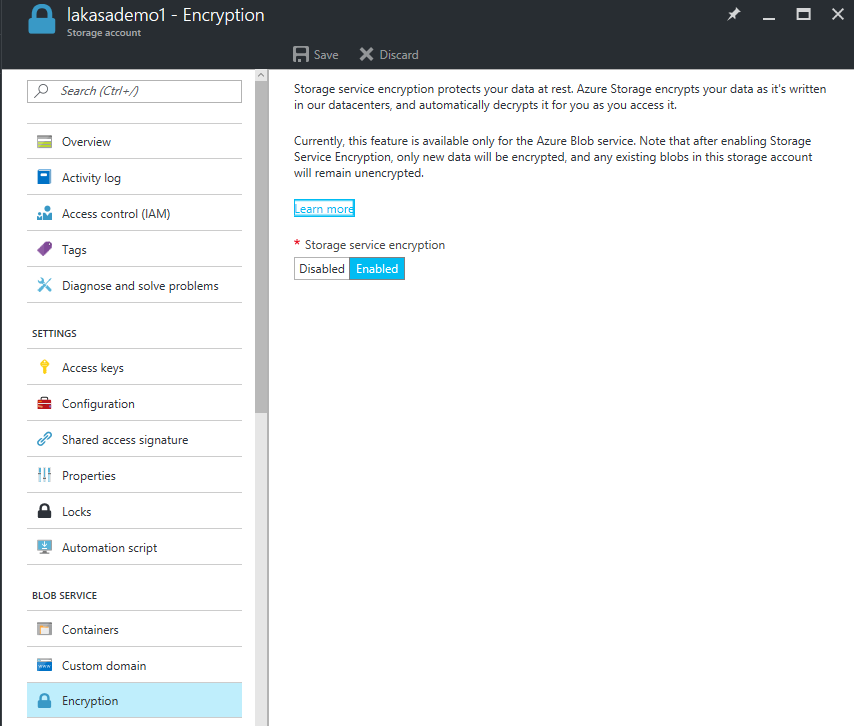 lakasademo1 - Encryption
Storage account
Save Discard
Search (Ctrl+/)
Overview
Activity log
Access control (IAM)
Tags
Diagnose and solve problems
SETTINGS
Access keys
Configuration
Shared access signature
Properties
Locks
Automation script
BLOB SERVICE
Containers
Custom domain
Encryption
Storage service encryption protects your data at rest. Azure Storage encrypts your data as it's written
in our datacenters, and automatically decrypts it for you as you access it.
Currently, this feature is available only for the Azure Blob service. Note that after enabling Storage
Service Encryption, only new data will be encrypted, and any existing blobs in this storage account
will remain unencrypted.
Learn more
* Storage service encryption
Disabled Enabled